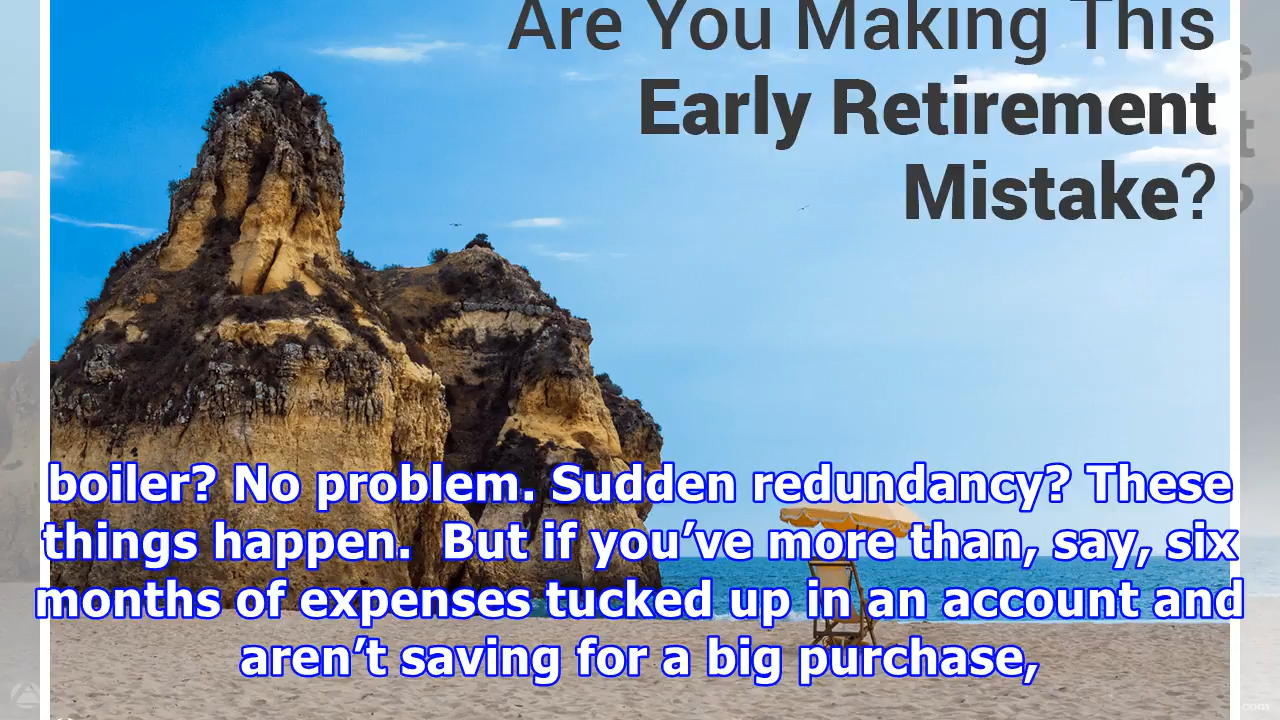 Are You Making This
Early Retirement
Mistake?
boiler? No problem. Sudden redundancy? These
things happen.  But if you’ve more than, say, six
months of expenses tucked up in an account and
aren’t saving for a big purchase,
.com